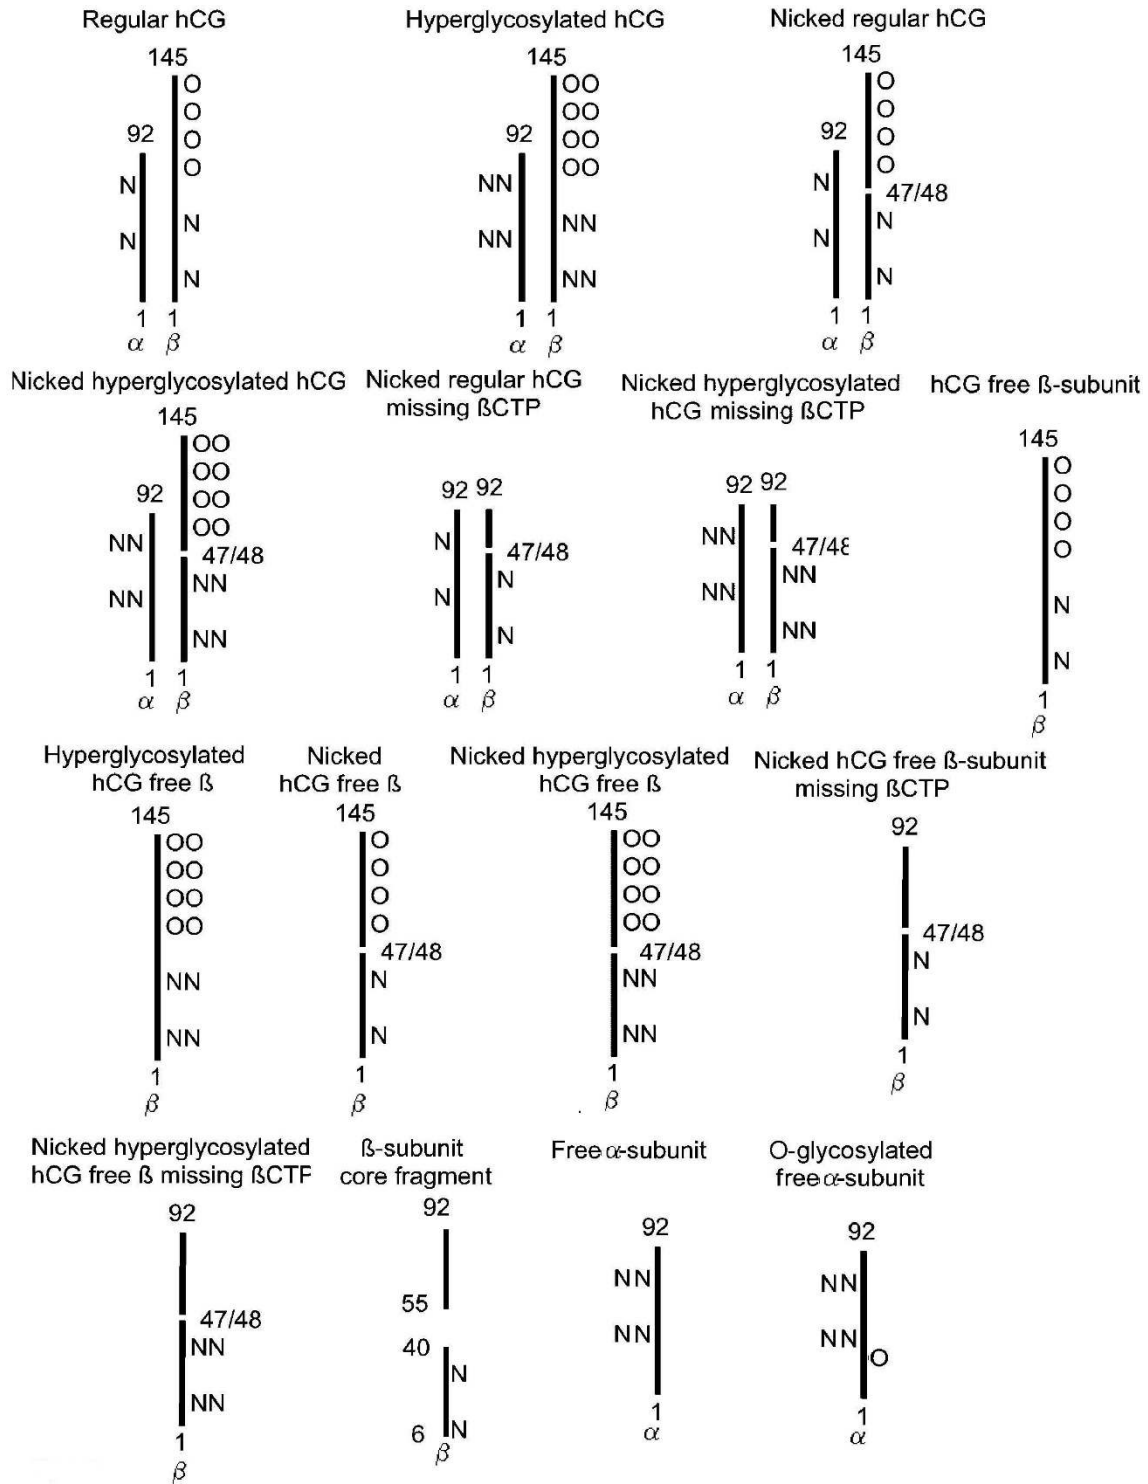 Regular hCG
145
O
O
92
O
O
N
N
N
N
1 1
α β
Hyperglycosylated hCG
145
OO
OO
92
OO
OO
NN
NN
NN
NN
1 1
α β
Nicked regular hCG
145
O
O
92
O
O
N
47/48
N
N
N
1 1
α β
Nicked hyperglycosylated hCG
145
OO
OO
92
OO
OO
NN
47/48
NN
NN
NN
1 1
α β
Nicked regular hCG
missing ßCTP
92 92
N
47/48
N
N
N
1 1
α β
Nicked hyperglycosylated
hCG missing ßCTP
92 92
NN
47/48
NN
NN
NN
1 1
α β
hCG free ß-subunit
145
O
O
O
O
N
N
1
β
Hyperglycosylated
hCG free ß
145
OO
OO
OO
OO
NN
NN
1
β
Nicked
hCG free ß
145
O
O
O
O
47/48
N
N
1
β
Nicked hyperglycosylated
hCG free ß
145
OO
OO
OO
OO
47/48
NN
NN
1
β
Nicked hCG free ß-subunit
missing ßCTP
92
47/48
N
N
1
β
Nicked hyperglycosylated
hCG free ß missing ßCTP
92
47/48
NN
NN
1
β
ß-subunit
core fragment
92
55
40
N
6 N
β
Free α-subunit
92
NN
NN
1
α
O-glycosylated
free α-subunit
92
NN
NN
O
1
α